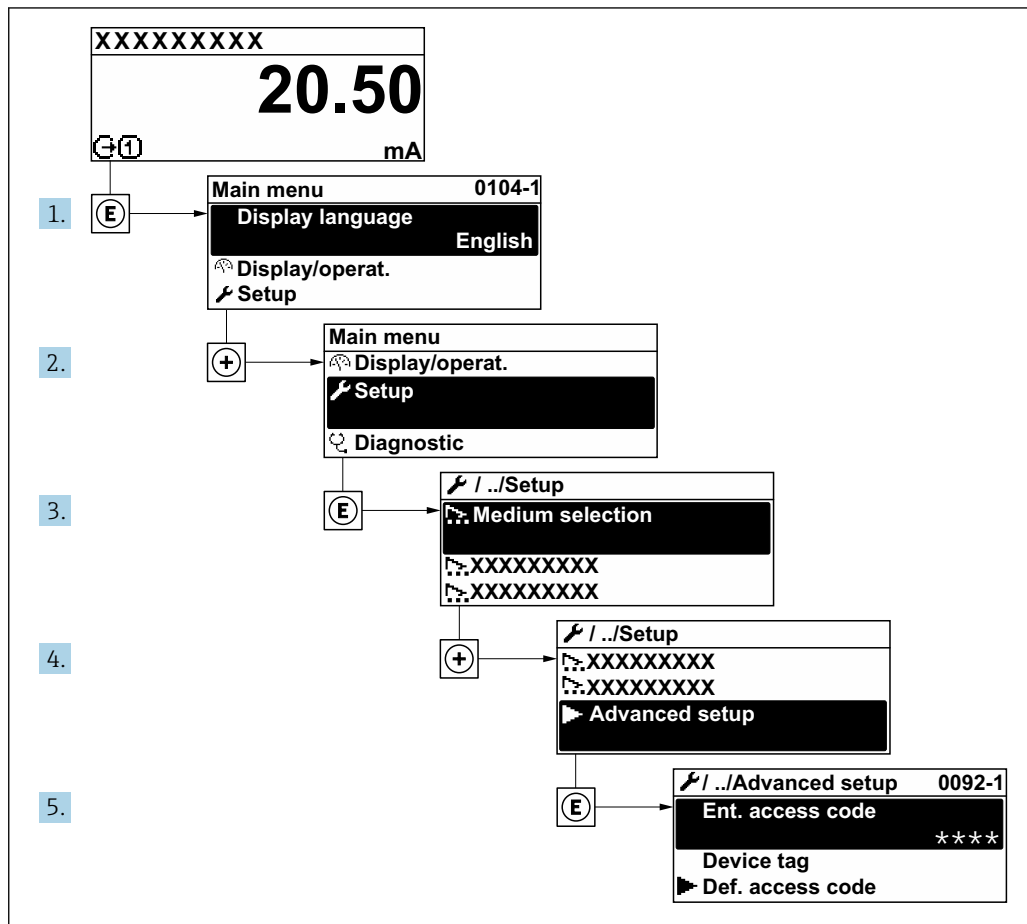 XXXXXXXXX
20.50
① mA
1. E
Main menu 0104-1
Display language
English
Display/operat.
Setup
2. +
Main menu
Display/operat.
Setup
Diagnostic
3. E
/ ../Setup
Medium selection
XXXXXXXXX
XXXXXXXXX
4. +
/ ../Setup
XXXXXXXXX
XXXXXXXXX
Advanced setup
5. E
/ ../Advanced setup 0092-1
Ent. access code
****
Device tag
Def. access code